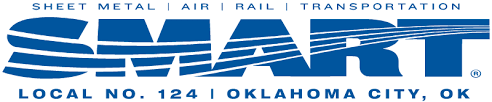 SHEET METAL | AIR | RAIL | TRANSPORTATION
SMART®
LOCAL NO. 124 | OKLAHOMA CITY, OK